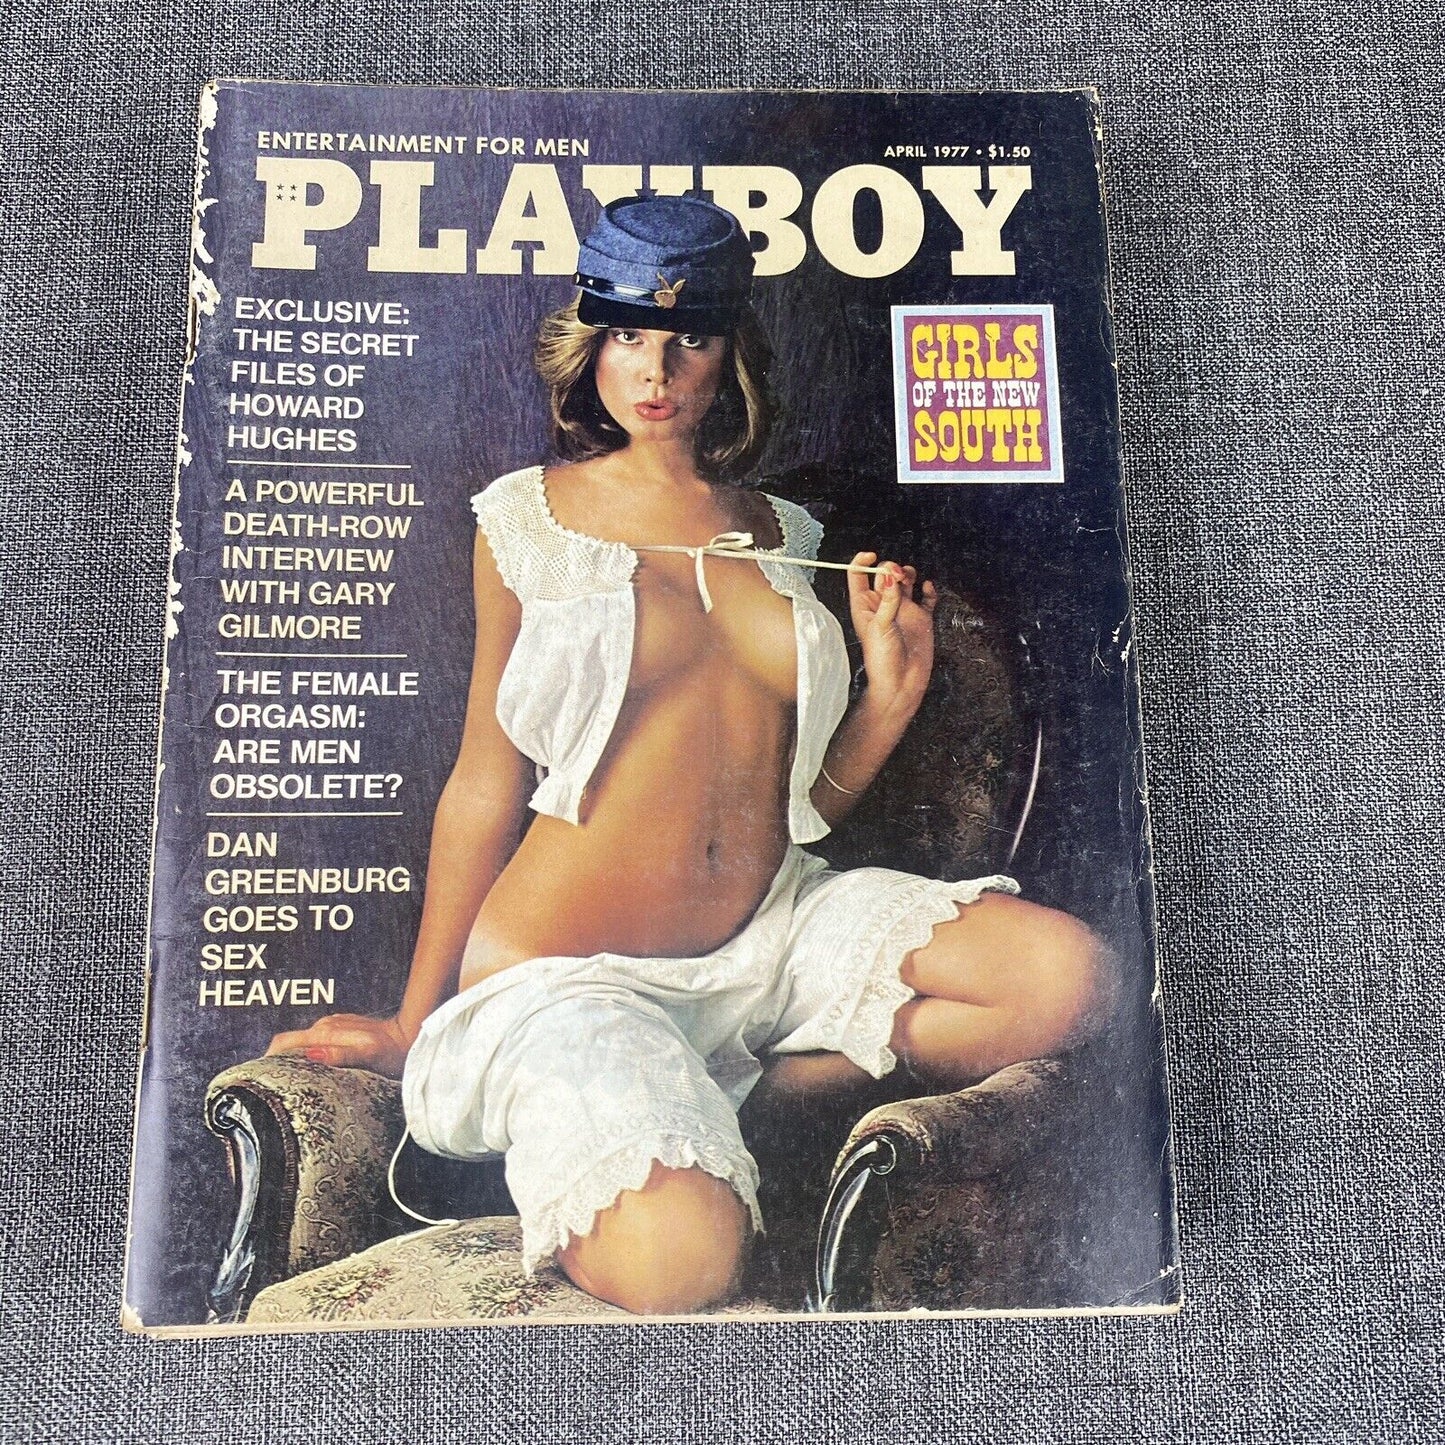 ENTERTAINMENT FOR MEN
APRIL 1977 • $1.50
PLAYBOY
EXCLUSIVE:
THE SECRET
FILES OF
HOWARD
HUGHES
A POWERFUL
DEATH-ROW
INTERVIEW
WITH GARY
GILMORE
THE FEMALE
ORGASM:
ARE MEN
OBSOLETE?
DAN
GREENBURG
GOES TO
SEX
HEAVEN
GIRLS
OF THE NEW
SOUTH